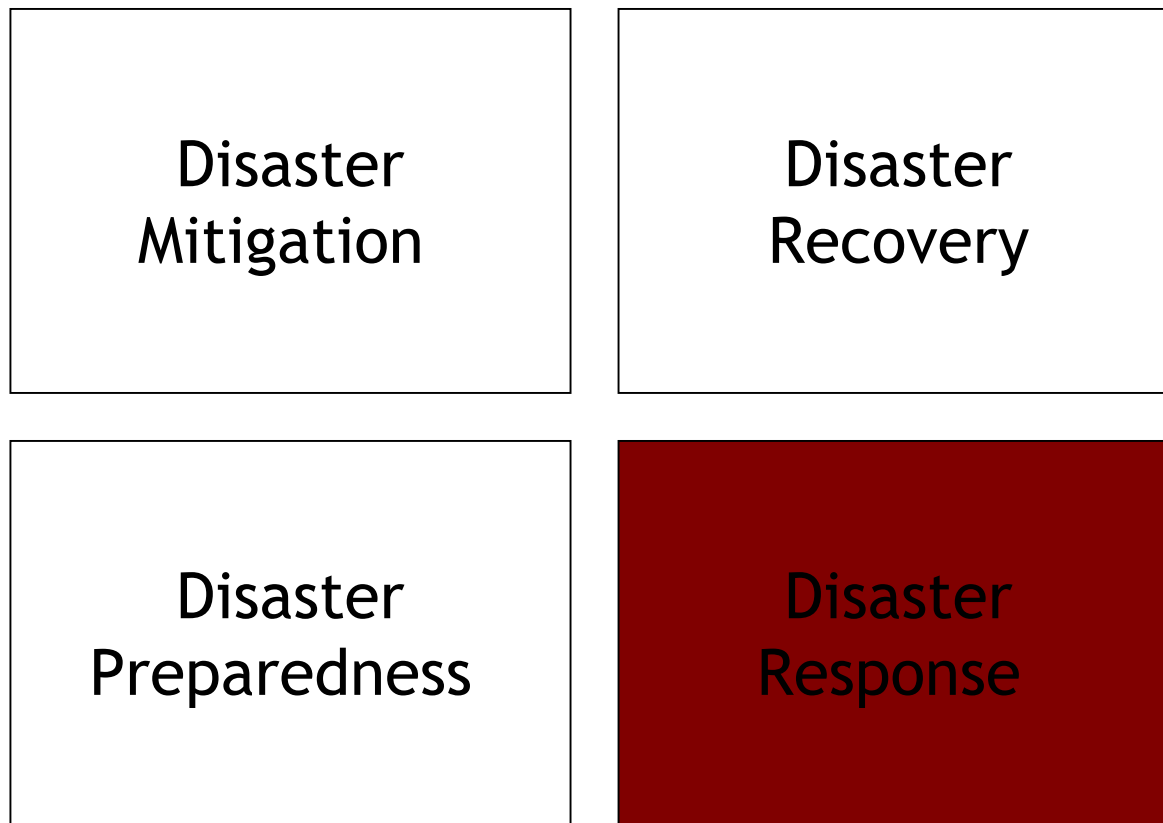 Disaster
Mitigation
Disaster
Recovery
Disaster
Preparedness
Disaster
Response